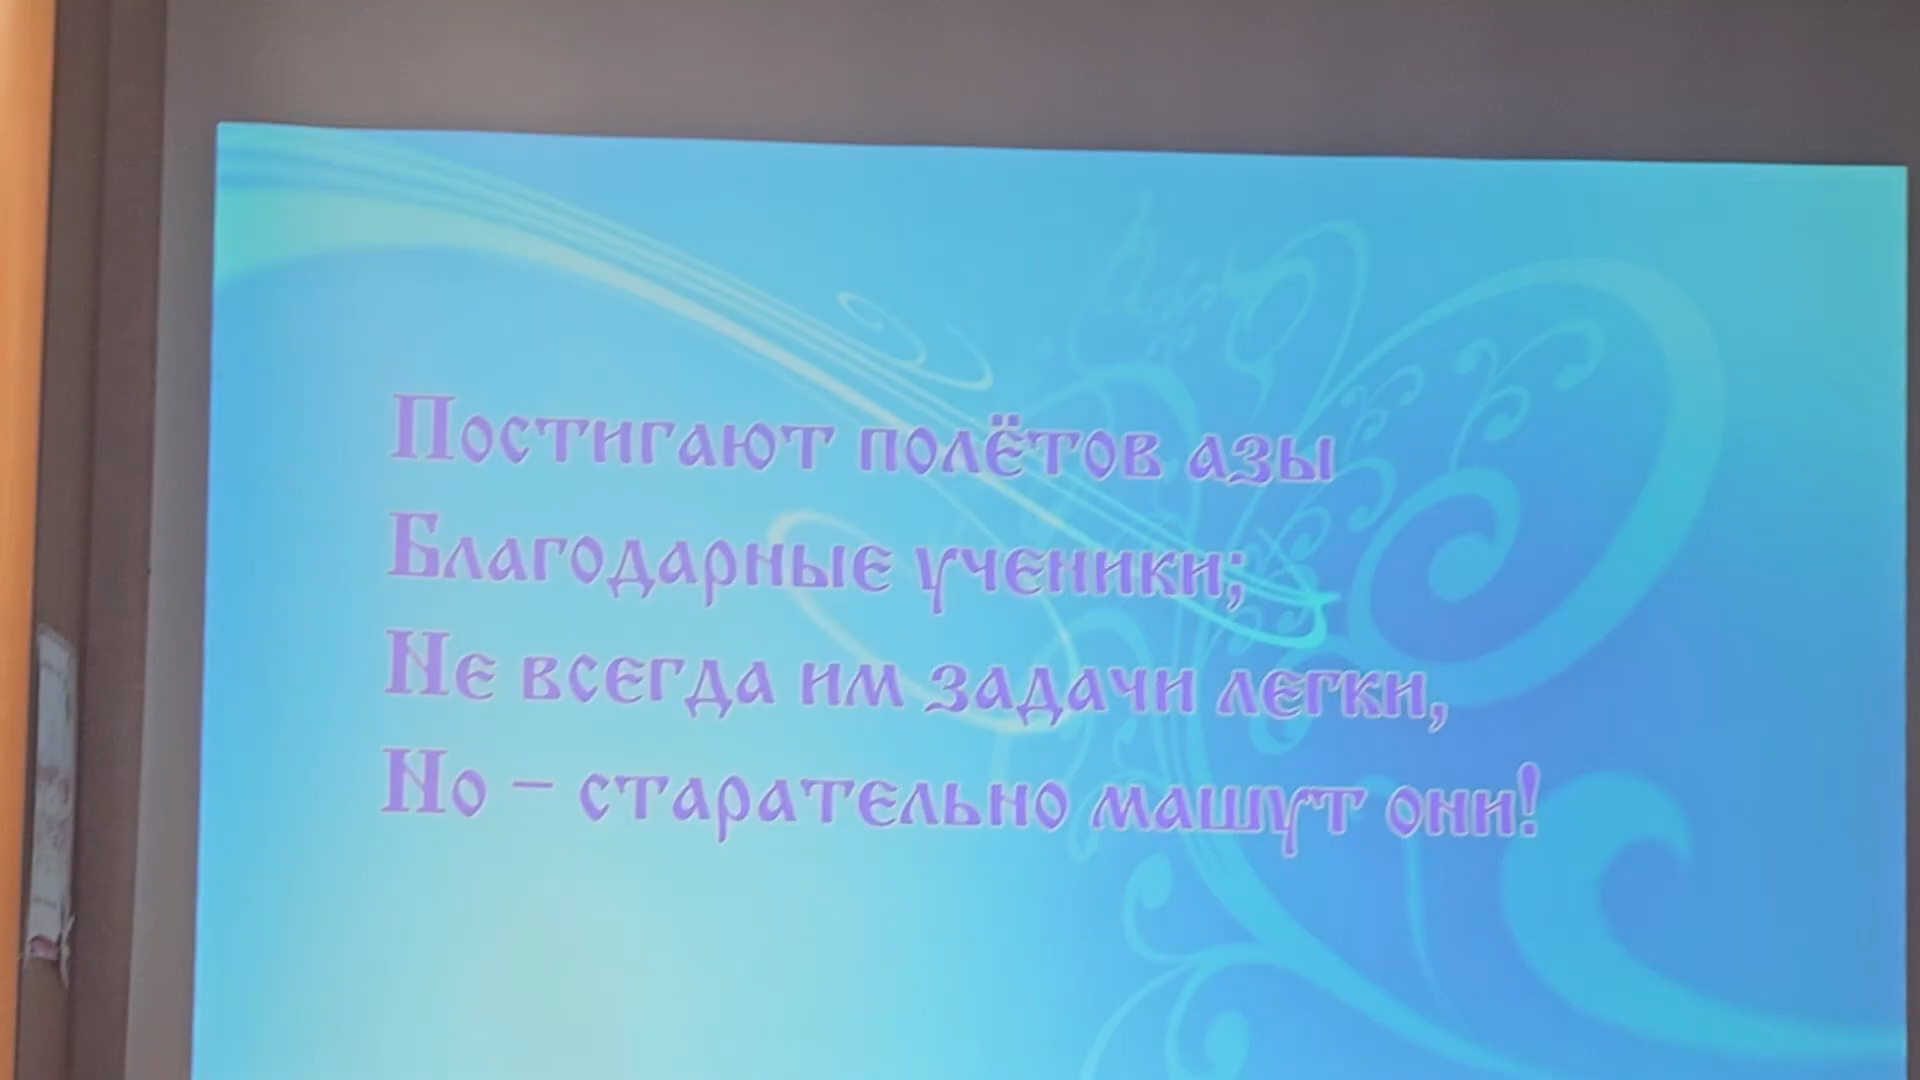 Постигают полётов азы
Благодарные ученики;
Не всегда им задачи легки,
Но – старательно машут они!